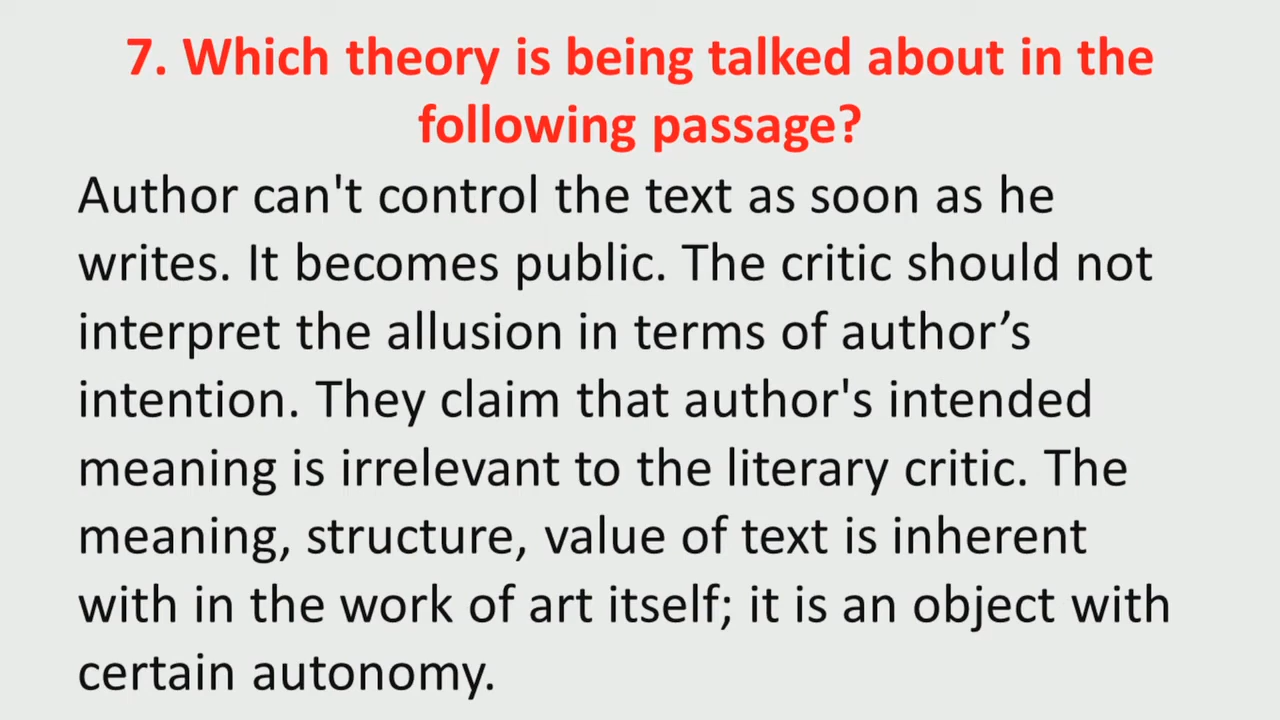 7. Which theory is being talked about in the
following passage?
Author can't control the text as soon as he
writes. It becomes public. The critic should not
interpret the allusion in terms of author’s
intention. They claim that author's intended
meaning is irrelevant to the literary critic. The
meaning, structure, value of text is inherent
with in the work of art itself; it is an object with
certain autonomy.